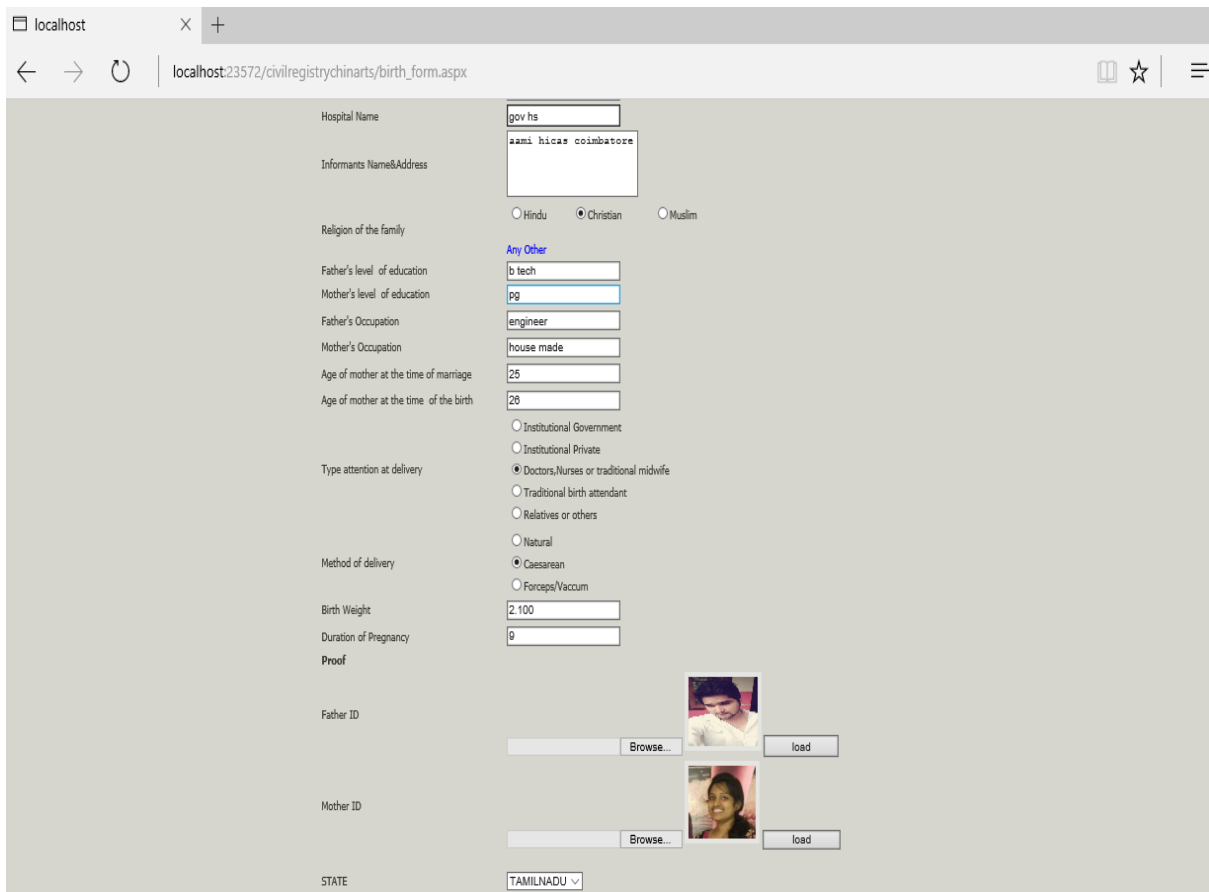 localhost
localhost:23572/civilregistrychinarts/birth_form.aspx
Hospital Name gov hs
aami hicas coimbatore
Informants Name&Address
Hindu Christian Muslim
Religion of the family
Any Other
Father's level of education b tech
Mother's level of education pg
Father's Occupation engineer
Mother's Occupation house made
Age of mother at the time of marriage 25
Age of mother at the time of the birth 26
Institutional Government
Institutional Private
Type attention at delivery Doctors,Nurses or traditional midwife
Traditional birth attendant
Relatives or others
Natural
Method of delivery Caesarean
Forceps/Vaccum
Birth Weight 2.100
Duration of Pregnancy 9
Proof
Father ID
Browse... load
Mother ID
Browse... load
STATE TAMILNADU